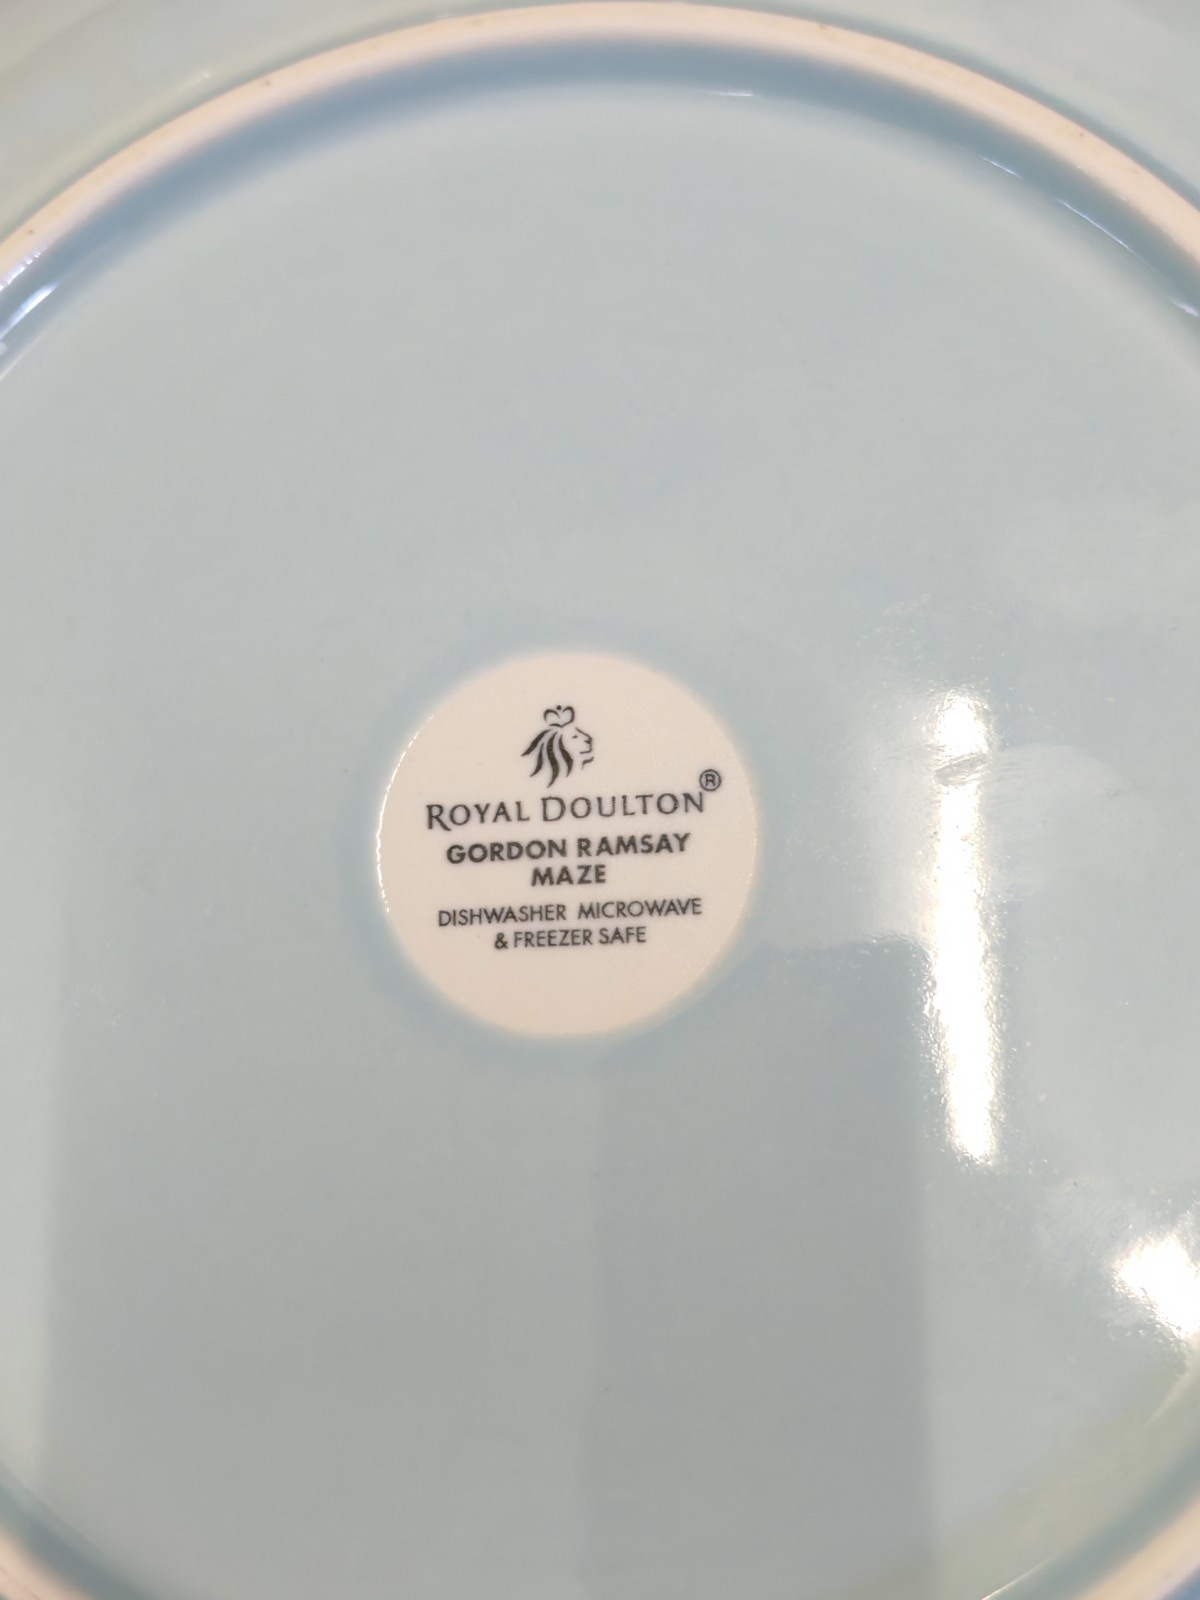 ROYAL DOULTON®
GORDON RAMSAY
MAZE
DISHWASHER MICROWAVE
& FREEZER SAFE